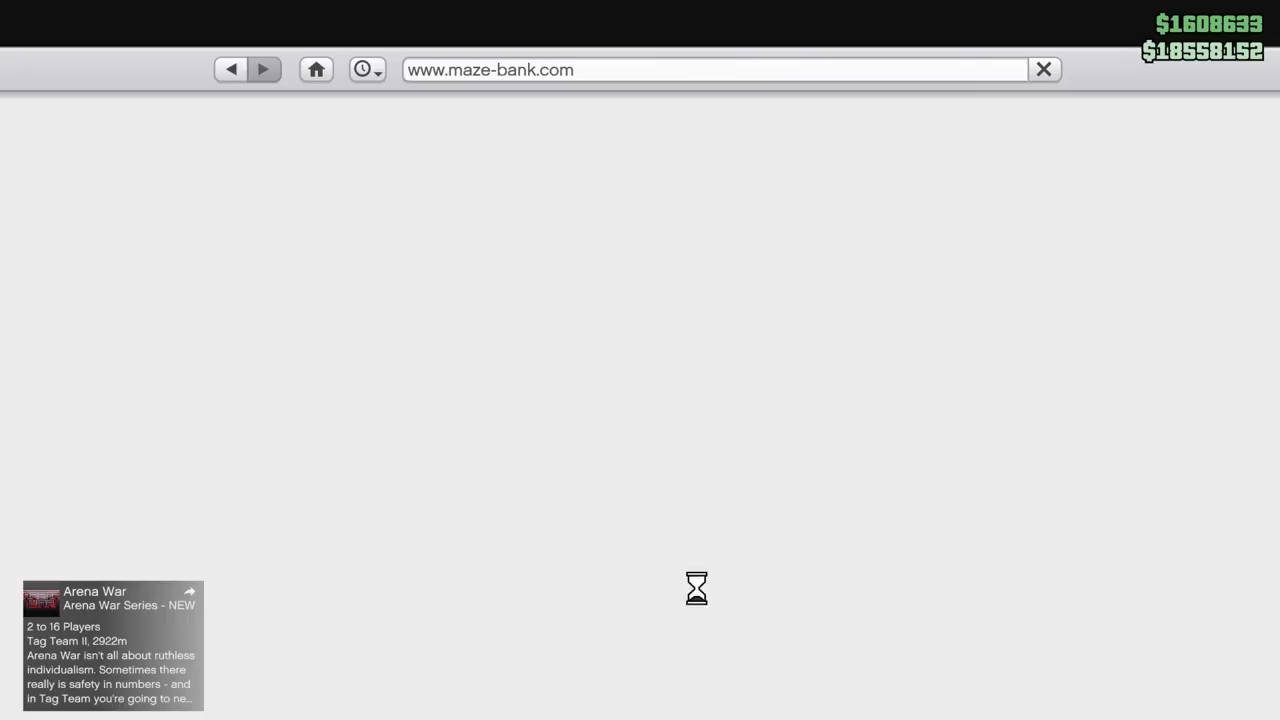 $1608633
$18558152
www.maze-bank.com
Arena War
Arena War Series - NEW
2 to 16 Players
Tag Team II, 2922m
Arena War isn't all about ruthless
individualism. Sometimes there
really is safety in numbers - and
in Tag Team you're going to ne...